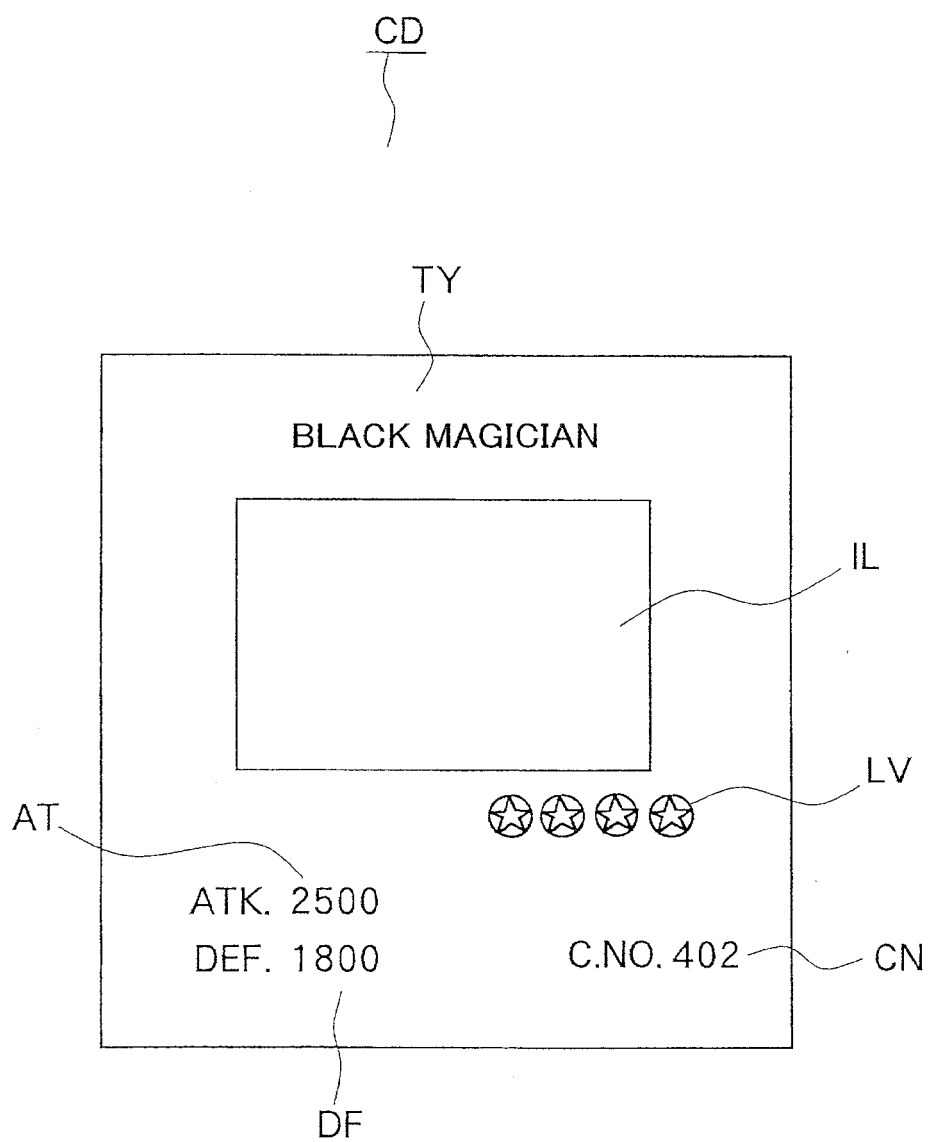 CD
TY
BLACK MAGICIAN
IL
LV
AT
ATK. 2500
DEF. 1800
C.NO. 402
CN
DF